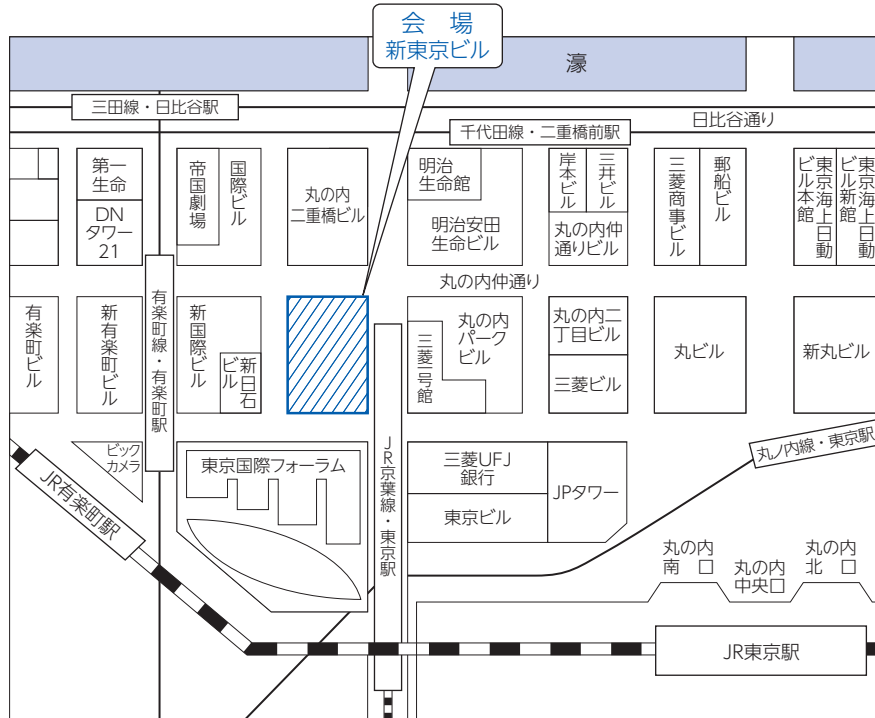 会 場
新東京ビル
濠
三田線・日比谷駅
日比谷通り
千代田線・二重橋前駅
第一
生命
DN
タワー
21
帝国劇場
国際ビル
丸の内
二重橋ビル
明治
生命館
明治安田
生命ビル
岸本ビル
三井ビル
丸の内仲
通りビル
三菱商事ビル
郵船ビル
東京海上日動
ビル本館
東京海上日動
ビル新館
丸の内仲通り
有楽町ビル
新有楽町ビル
有楽町線・有楽町駅
新国際ビル
新日石
ビル
三菱一号館
丸の内
パーク
ビル
丸の内二
丁目ビル
三菱ビル
丸ビル
新丸ビル
ビック
カメラ
JR有楽町駅
東京国際フォーラム
JR京葉線・東京駅
三菱UFJ
銀行
東京ビル
JPタワー
丸ノ内線・東京駅
丸の内
南 口
丸の内
中央口
丸の内
北 口
JR東京駅